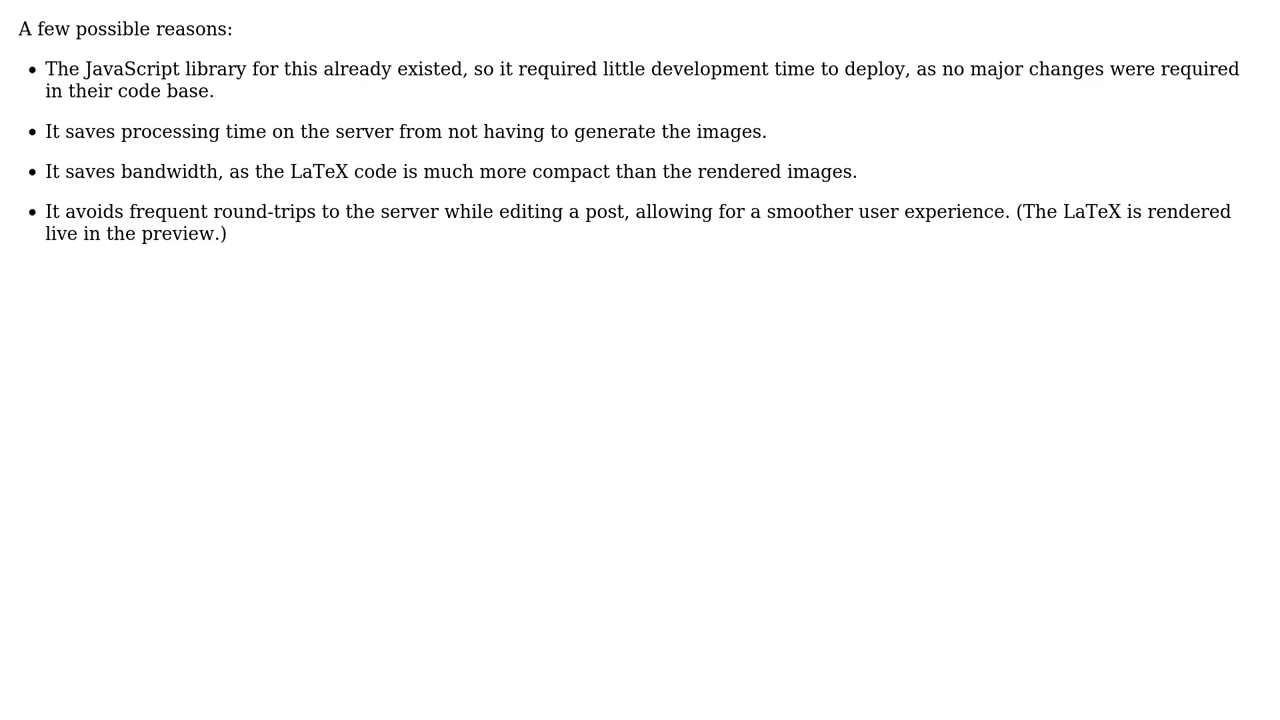 A few possible reasons:
• The JavaScript library for this already existed, so it required little development time to deploy, as no major changes were required
in their code base.
• It saves processing time on the server from not having to generate the images.
• It saves bandwidth, as the LaTeX code is much more compact than the rendered images.
• It avoids frequent round-trips to the server while editing a post, allowing for a smoother user experience. (The LaTeX is rendered
live in the preview.)